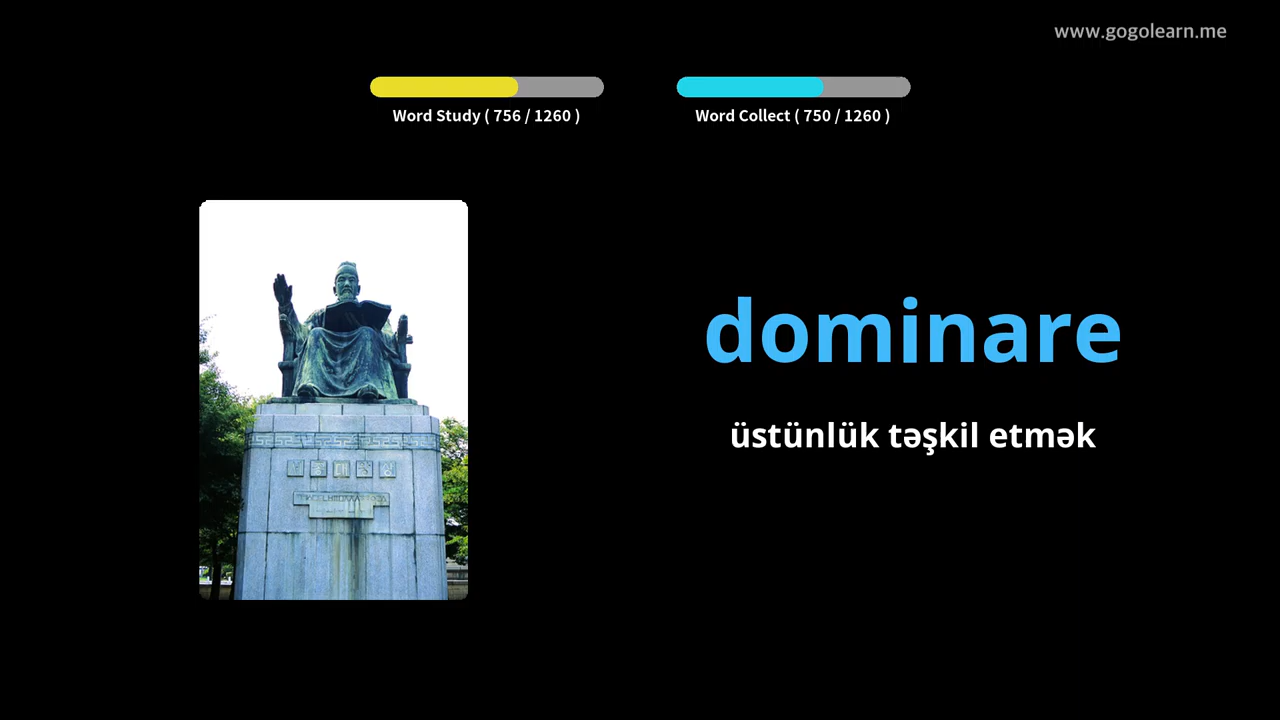 www.gogolearn.me
Word Study ( 756 / 1260 )
Word Collect ( 750 / 1260 )
dominare
üstünlük təşkil etmək